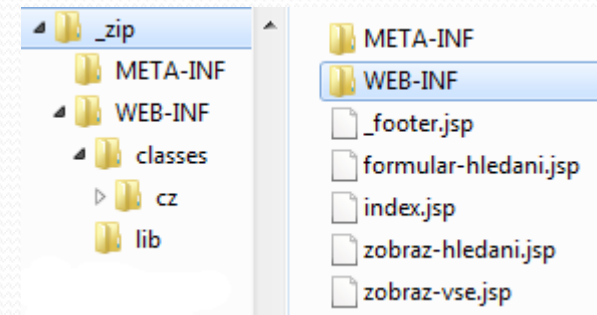 _zip
META-INF
WEB-INF
classes
cz
lib
META-INF
WEB-INF
_footer.jsp
formular-hledani.jsp
index.jsp
zobraz-hledani.jsp
zobraz-vse.jsp